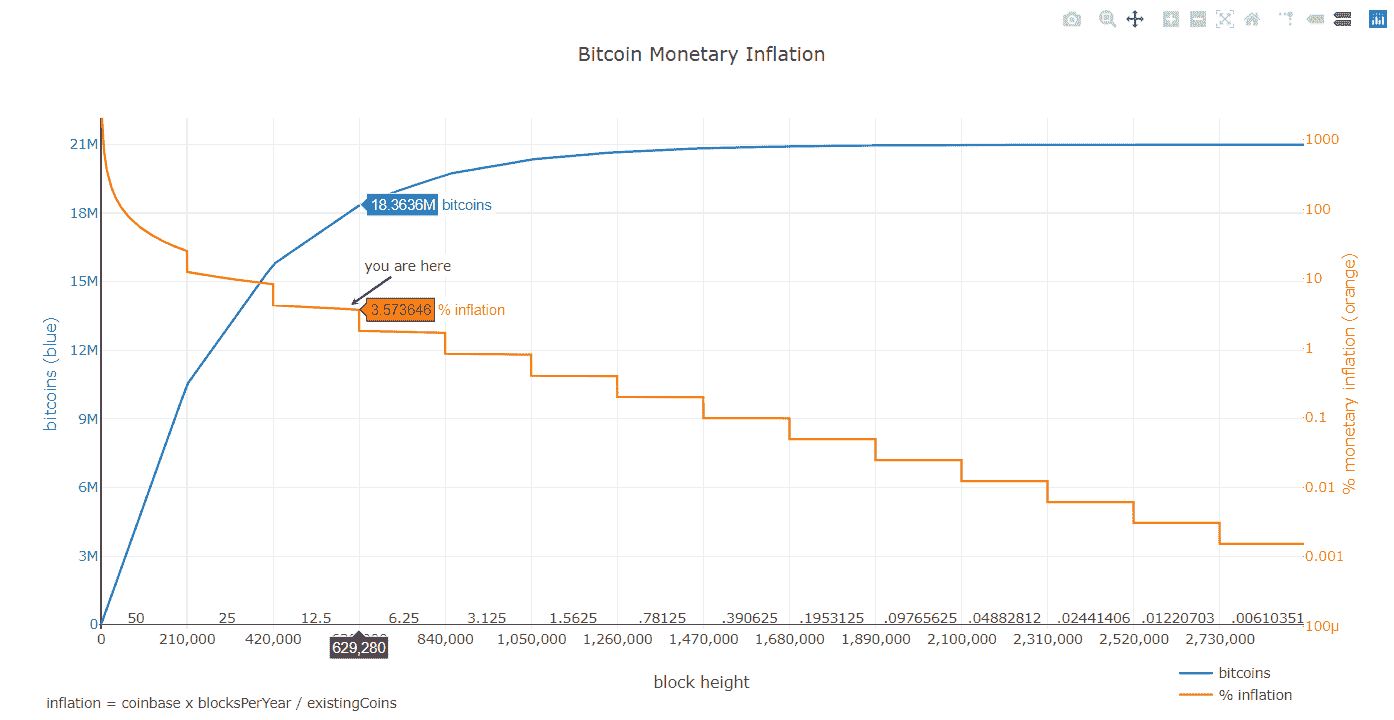 Bitcoin Monetary Inflation
21M
18M
15M
12M
9M
6M
3M
0
bitcoins (blue)
1000
100
10
1
0.1
0.01
0.001
100μ
% monetary inflation (orange)
18.3636M bitcoins
you are here
3.573646 % inflation
50 25 12.5 6.25 3.125 1.5625 .78125 .390625 .1953125 .09765625 .04882812 .02441406 .01220703 .00610351
0 210,000 420,000 840,000 1,050,000 1,260,000 1,470,000 1,680,000 1,890,000 2,100,000 2,310,000 2,520,000 2,730,000
629,280
block height
bitcoins
% inflation
inflation = coinbase x blocksPerYear / existingCoins